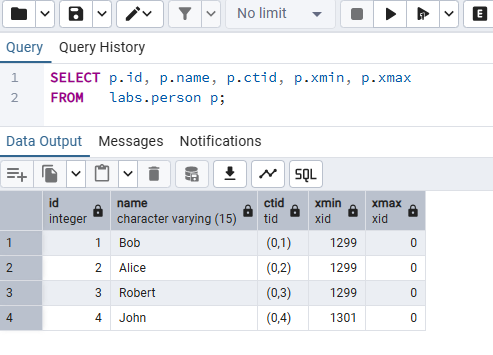 No limit
E
Query Query History
1 SELECT p.id, p.name, p.ctid, p.xmin, p.xmax
2 FROM labs.person p;
Data Output Messages Notifications
SQL
id name ctid xmin xmax
integer character varying (15) tid xid xid
1 1 Bob (0,1) 1299 0
2 2 Alice (0,2) 1299 0
3 3 Robert (0,3) 1299 0
4 4 John (0,4) 1301 0